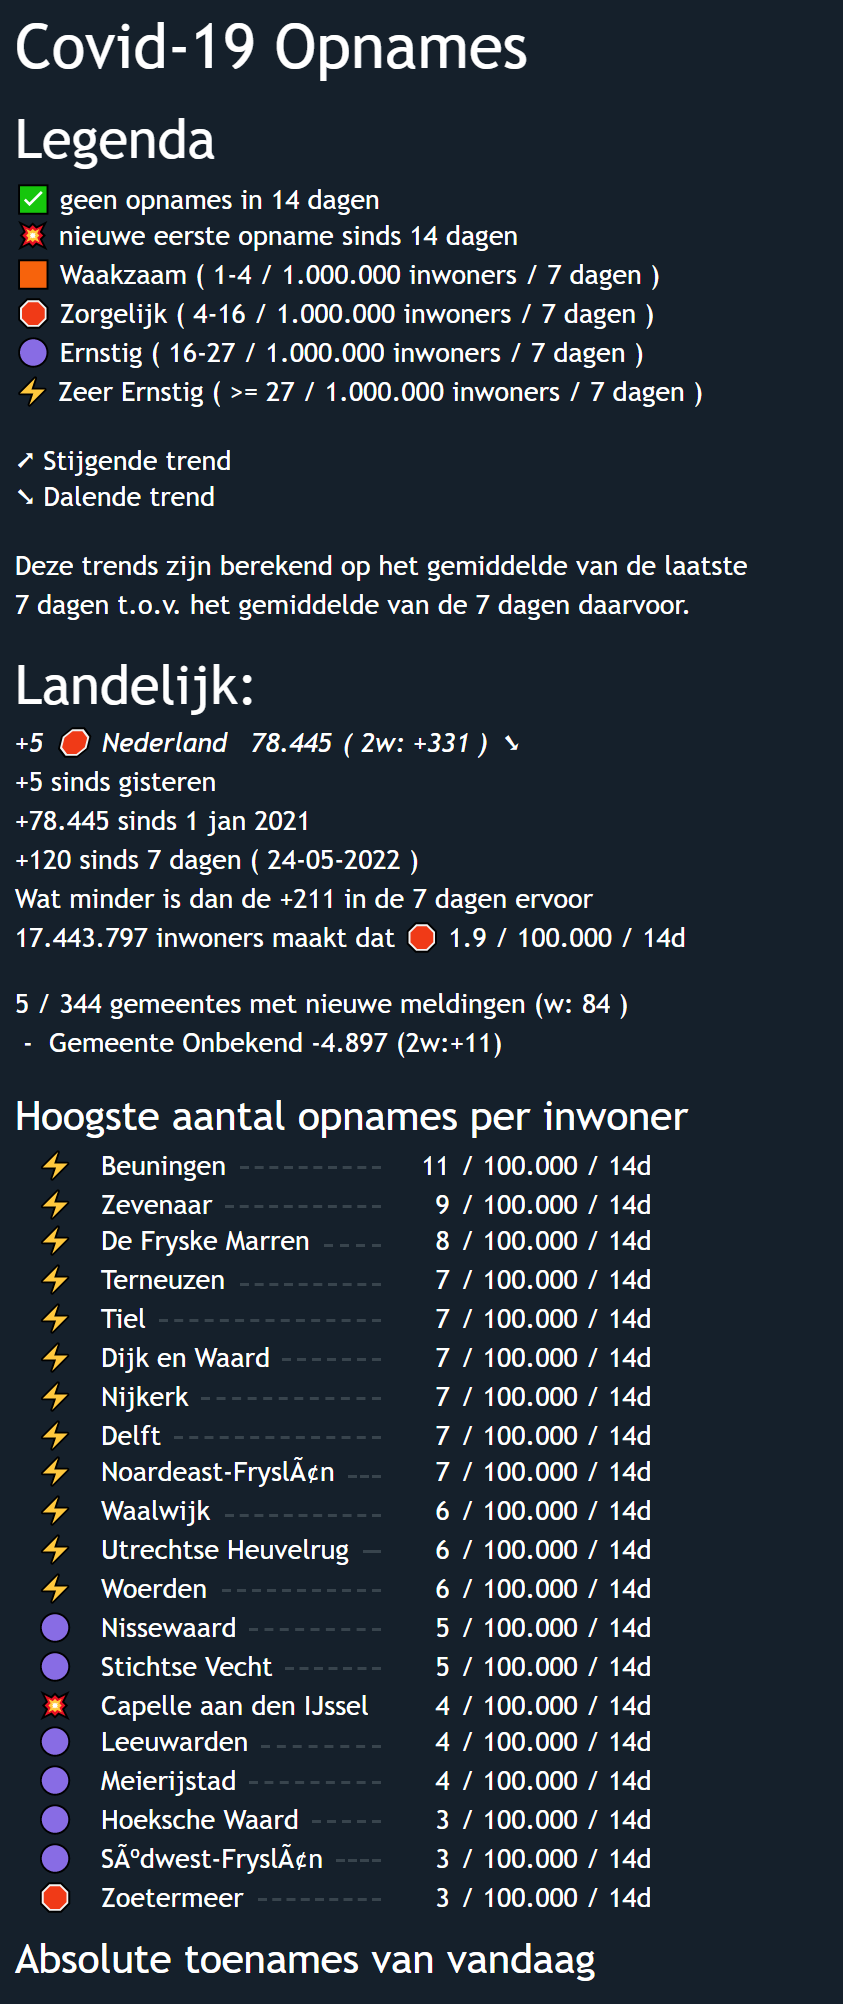 Covid-19 Opnames
Legenda
✅ geen opnames in 14 dagen
💥 nieuwe eerste opname sinds 14 dagen
🟧 Waakzaam ( 1-4 / 1.000.000 inwoners / 7 dagen )
🛑 Zorgelijk ( 4-16 / 1.000.000 inwoners / 7 dagen )
🟣 Ernstig ( 16-27 / 1.000.000 inwoners / 7 dagen )
⚡ Zeer Ernstig ( >= 27 / 1.000.000 inwoners / 7 dagen )
➚ Stijgende trend
➘ Dalende trend
Deze trends zijn berekend op het gemiddelde van de laatste
7 dagen t.o.v. het gemiddelde van de 7 dagen daarvoor.
Landelijk:
+5 🛑 Nederland 78.445 ( 2w: +331 ) ➘
+5 sinds gisteren
+78.445 sinds 1 jan 2021
+120 sinds 7 dagen ( 24-05-2022 )
Wat minder is dan de +211 in de 7 dagen ervoor
17.443.797 inwoners maakt dat 🛑 1.9 / 100.000 / 14d
5 / 344 gemeentes met nieuwe meldingen (w: 84 )
- Gemeente Onbekend -4.897 (2w:+11)
Hoogste aantal opnames per inwoner
⚡ Beuningen ---------- 11 / 100.000 / 14d
⚡ Zevenaar ----------- 9 / 100.000 / 14d
⚡ De Fryske Marren ---- 8 / 100.000 / 14d
⚡ Terneuzen ---------- 7 / 100.000 / 14d
⚡ Tiel --------------- 7 / 100.000 / 14d
⚡ Dijk en Waard ------- 7 / 100.000 / 14d
⚡ Nijkerk ------------ 7 / 100.000 / 14d
⚡ Delft -------------- 7 / 100.000 / 14d
⚡ Noardeast-FryslÃ¢n --- 7 / 100.000 / 14d
⚡ Waalwijk ----------- 6 / 100.000 / 14d
⚡ Utrechtse Heuvelrug — 6 / 100.000 / 14d
⚡ Woerden ----------- 6 / 100.000 / 14d
🟣 Nissewaard --------- 5 / 100.000 / 14d
🟣 Stichtse Vecht ------- 5 / 100.000 / 14d
💥 Capelle aan den IJssel 4 / 100.000 / 14d
🟣 Leeuwarden -------- 4 / 100.000 / 14d
🟣 Meierijstad --------- 4 / 100.000 / 14d
🟣 Hoeksche Waard ----- 3 / 100.000 / 14d
🟣 SÃºdwest-FryslÃ¢n ---- 3 / 100.000 / 14d
🛑 Zoetermeer --------- 3 / 100.000 / 14d
Absolute toenames van vandaag